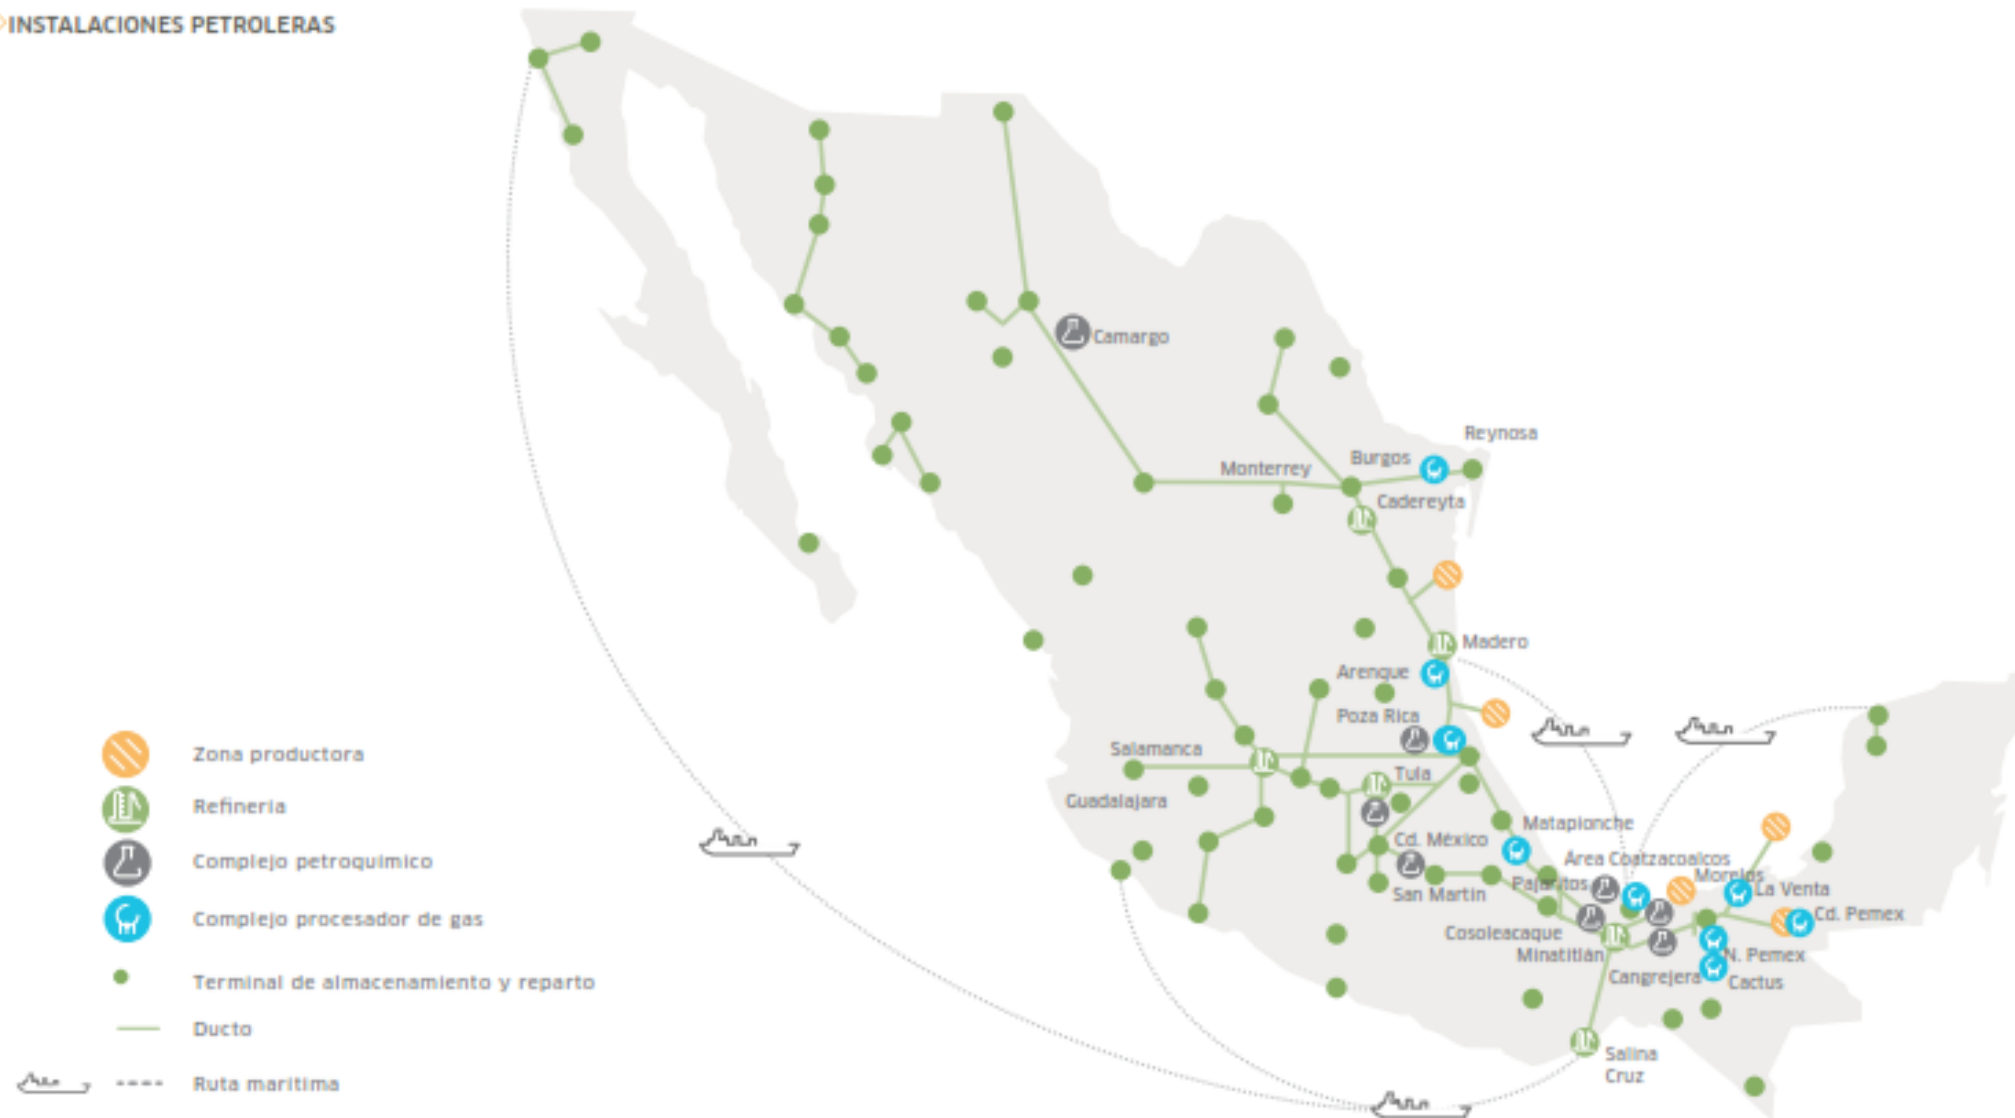 INSTALACIONES PETROLERAS
Camargo
Reynosa
Burgos
Monterrey
Cadereyta
Madero
Arenque
Poza Rica
Salamanca
Tula
Guadalajara
Matapionche
Cd. México
Área Coatzacoalcos
Morelos
Pajaritos
La Venta
San Martín
Cd. Pemex
Cosoleacaque
Minatitlán
N. Pemex
Cangrejera
Cactus
Salina
Cruz
Zona productora
Refinería
Complejo petroquímico
Complejo procesador de gas
Terminal de almacenamiento y reparto
Ducto
Ruta marítima